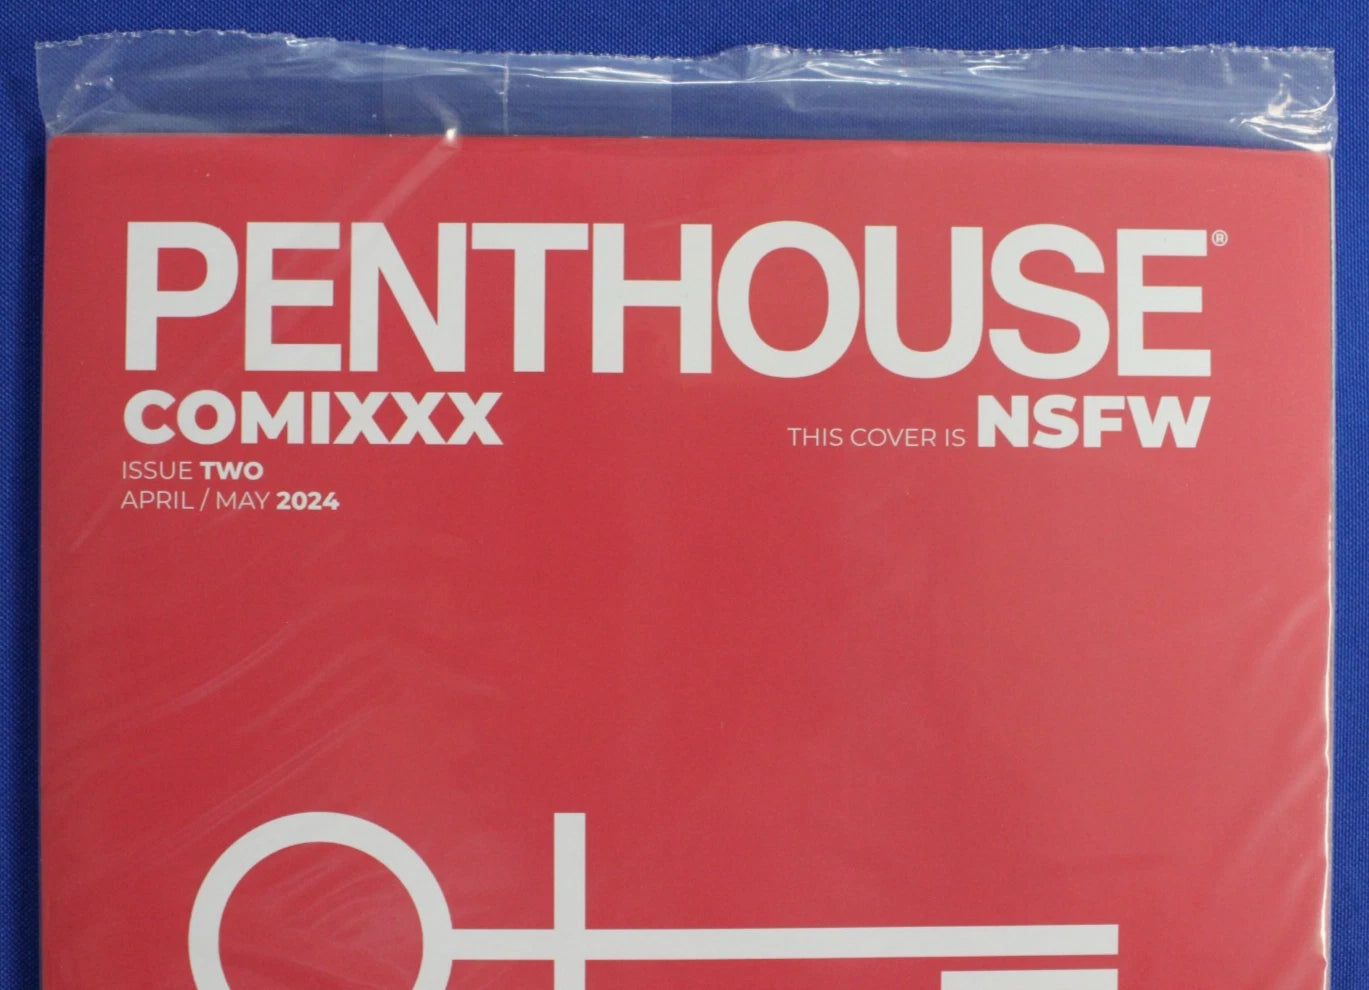 PENTHOUSE®
COMIXXX
THIS COVER IS NSFW
ISSUE TWO
APRIL / MAY 2024